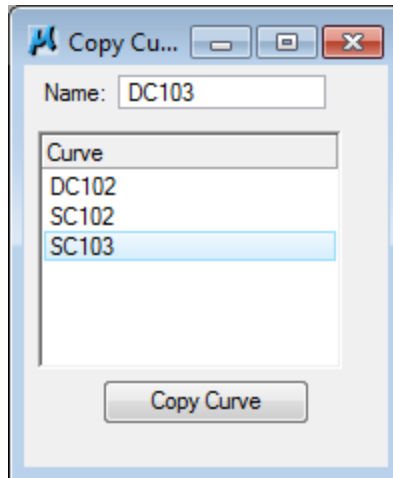 Copy Cu...
Name: DC103
Curve
DC102
SC102
SC103
Copy Curve